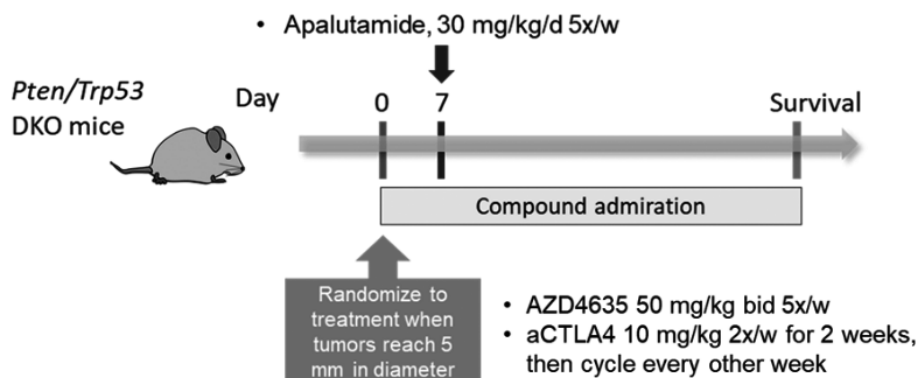 • Apalutamide, 30 mg/kg/d 5x/w
Pten/Trp53
DKO mice
Day
0
7
Survival
Compound admiration
Randomize to
treatment when
tumors reach 5
mm in diameter
• AZD4635 50 mg/kg bid 5x/w
• aCTLA4 10 mg/kg 2x/w for 2 weeks,
then cycle every other week